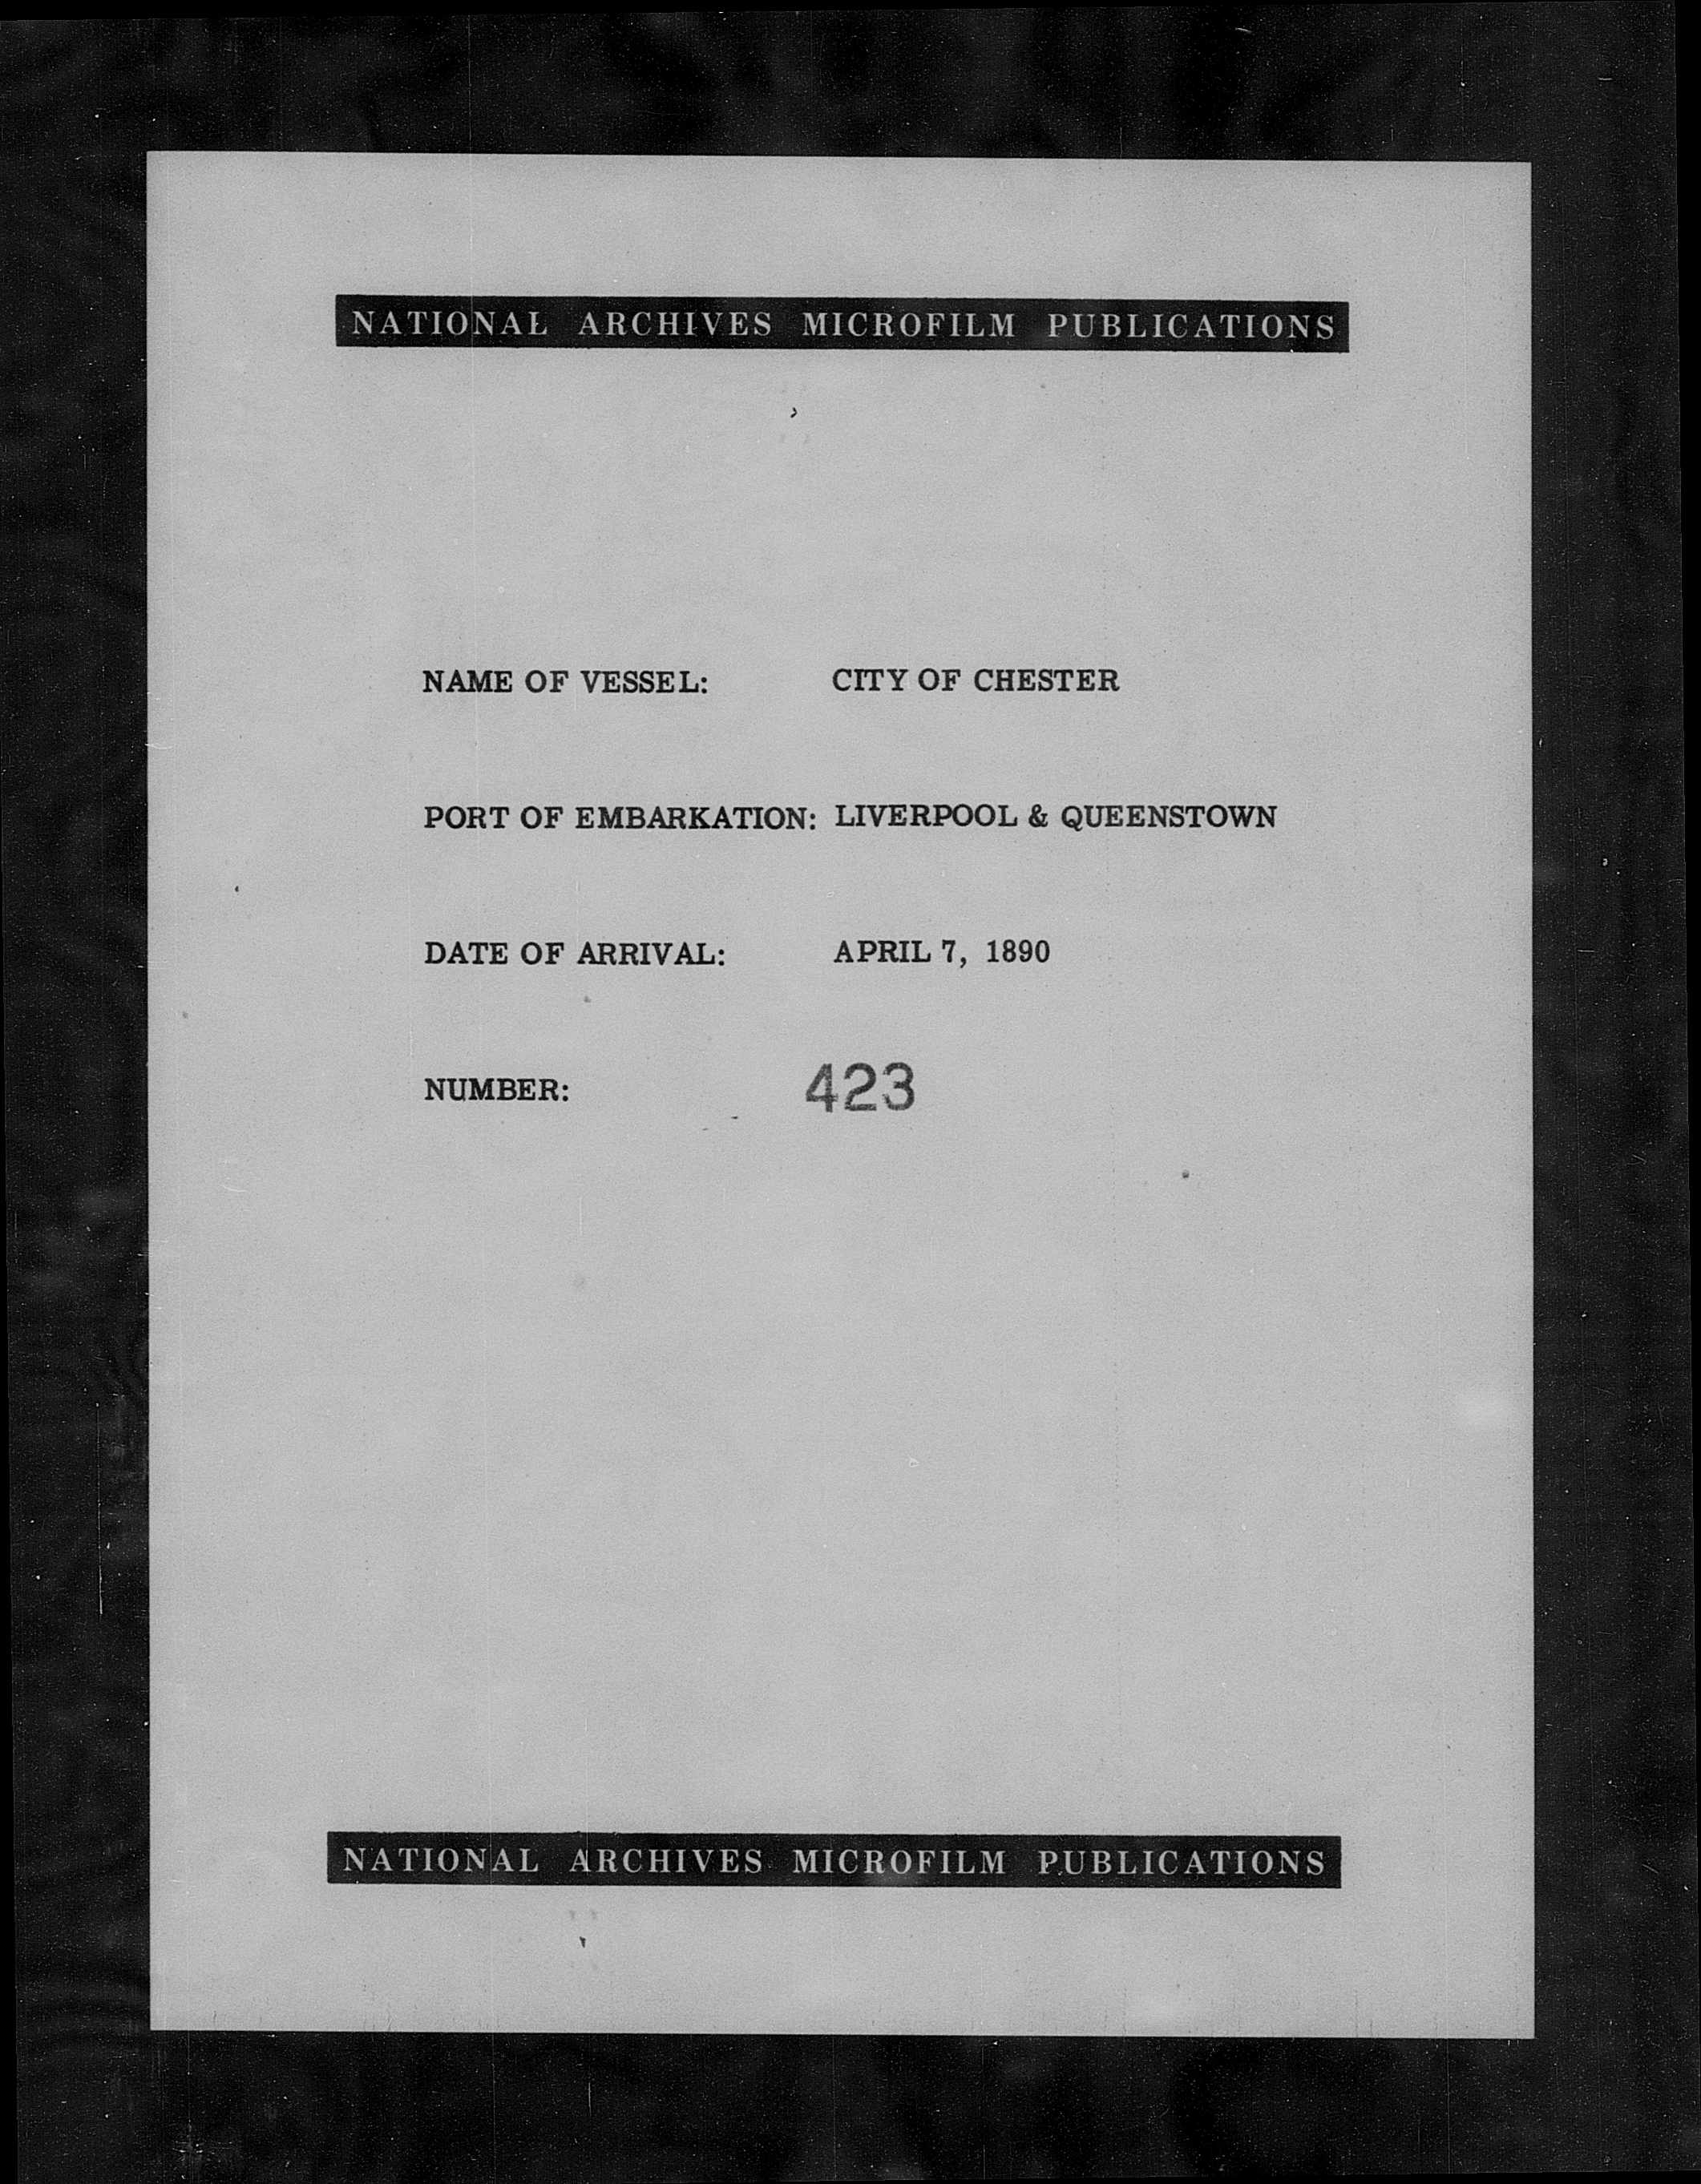 NATIONAL ARCHIVES MICROFILM PUBLICATIONS
NAME OF VESSEL: CITY OF CHESTER
PORT OF EMBARKATION: LIVERPOOL & QUEENSTOWN
DATE OF ARRIVAL: APRIL 7, 1890
NUMBER: 423
NATIONAL ARCHIVES MICROFILM PUBLICATIONS